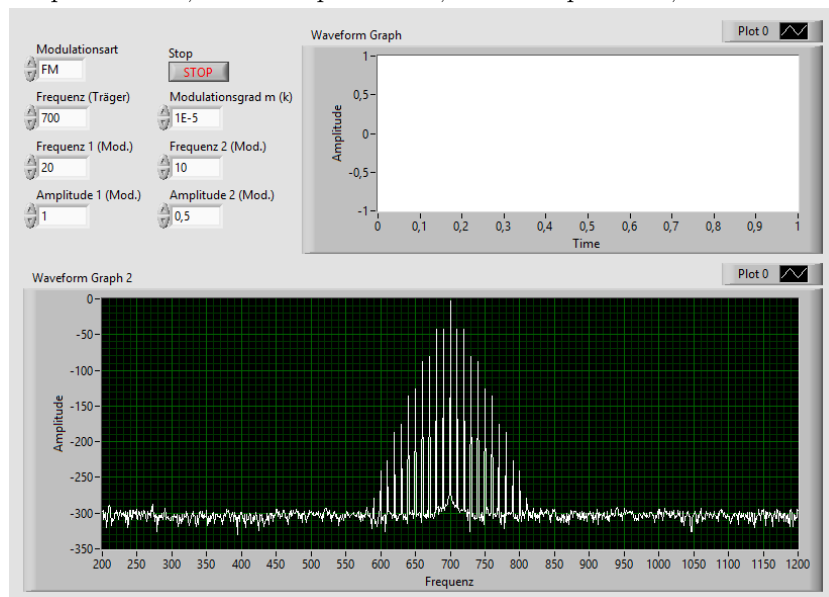 Modulationsart
FM
Stop
STOP
Frequenz (Träger)
700
Modulationsgrad m (k)
1E-5
Frequenz 1 (Mod.)
20
Frequenz 2 (Mod.)
10
Amplitude 1 (Mod.)
1
Amplitude 2 (Mod.)
0,5
Waveform Graph
Plot 0
Amplitude
1
0,5
0
-0,5
-1
0 0,1 0,2 0,3 0,4 0,5 0,6 0,7 0,8 0,9 1
Time
Waveform Graph 2
Plot 0
Amplitude
0
-50
-100
-150
-200
-250
-300
-350
200 250 300 350 400 450 500 550 600 650 700 750 800 850 900 950 1000 1050 1100 1150 1200
Frequenz